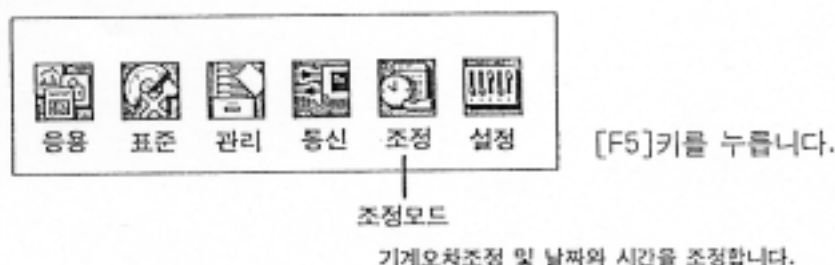 응용 표준 관리 통신 조정 설정
[F5]키를 누릅니다.
조정모드
기계오차조정 및 날짜와 시간을 조정합니다.